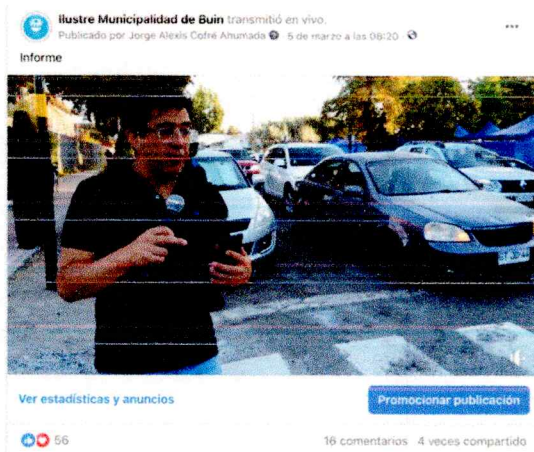 Ilustre Municipalidad de Buin transmitió en vivo.
Publicado por Jorge Alexis Cofré Ahumada · 5 de marzo a las 08:20 ·
Informe
Ver estadísticas y anuncios
Promocionar publicación
56
16 comentarios 4 veces compartido